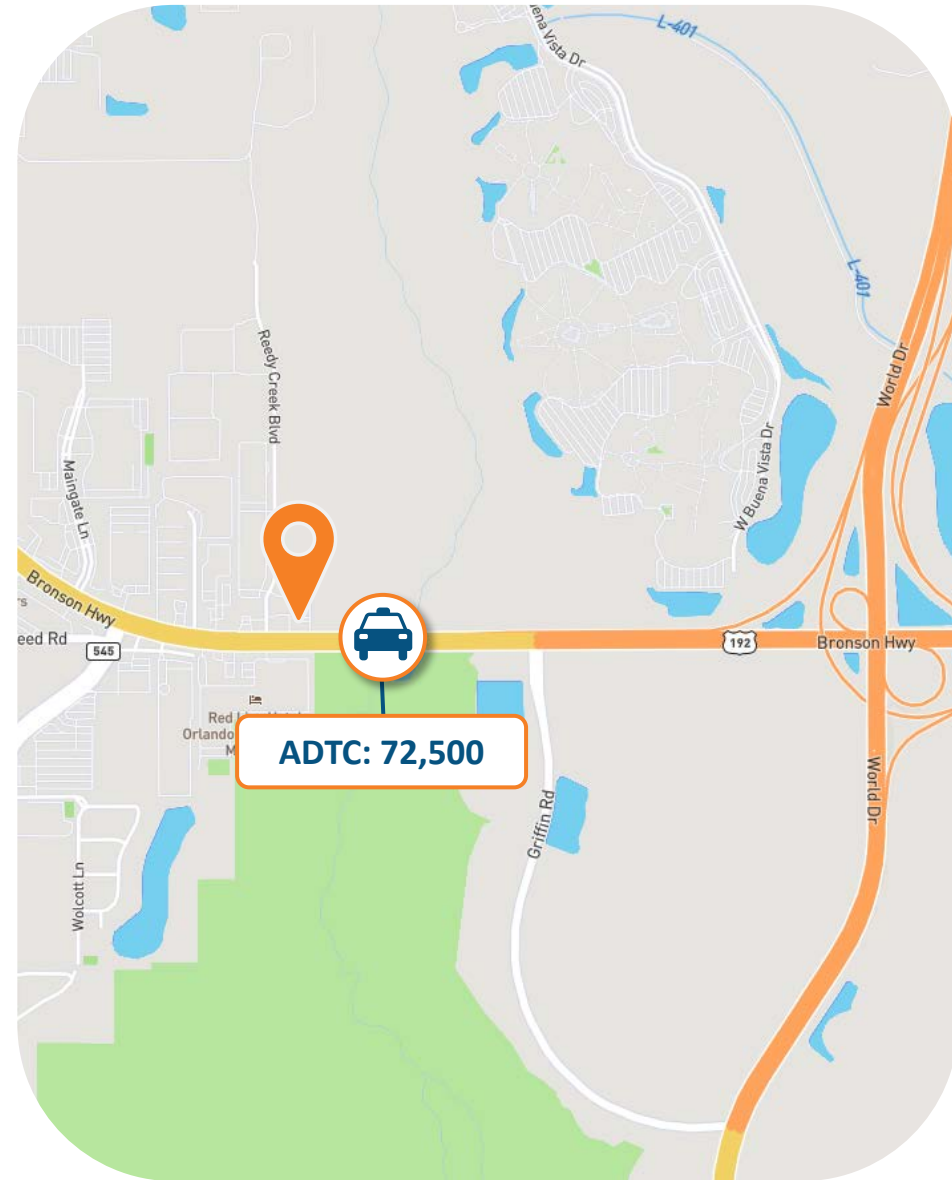 L-401
Buena Vista Dr
L-401
World Dr
Reedy Creek Blvd
Maingate Ln
W Buena Vista Dr
Bronson Hwy
eed Rd
545
192
Bronson Hwy
Red
Orlando
M
ADTC: 72,500
World Dr
Griffin Rd
Wolcott Ln